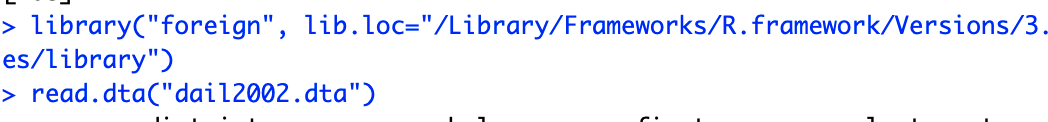 > library("foreign", lib.loc="/Library/Frameworks/R.framework/Versions/3.
es/library")
> read.dta("dail2002.dta")